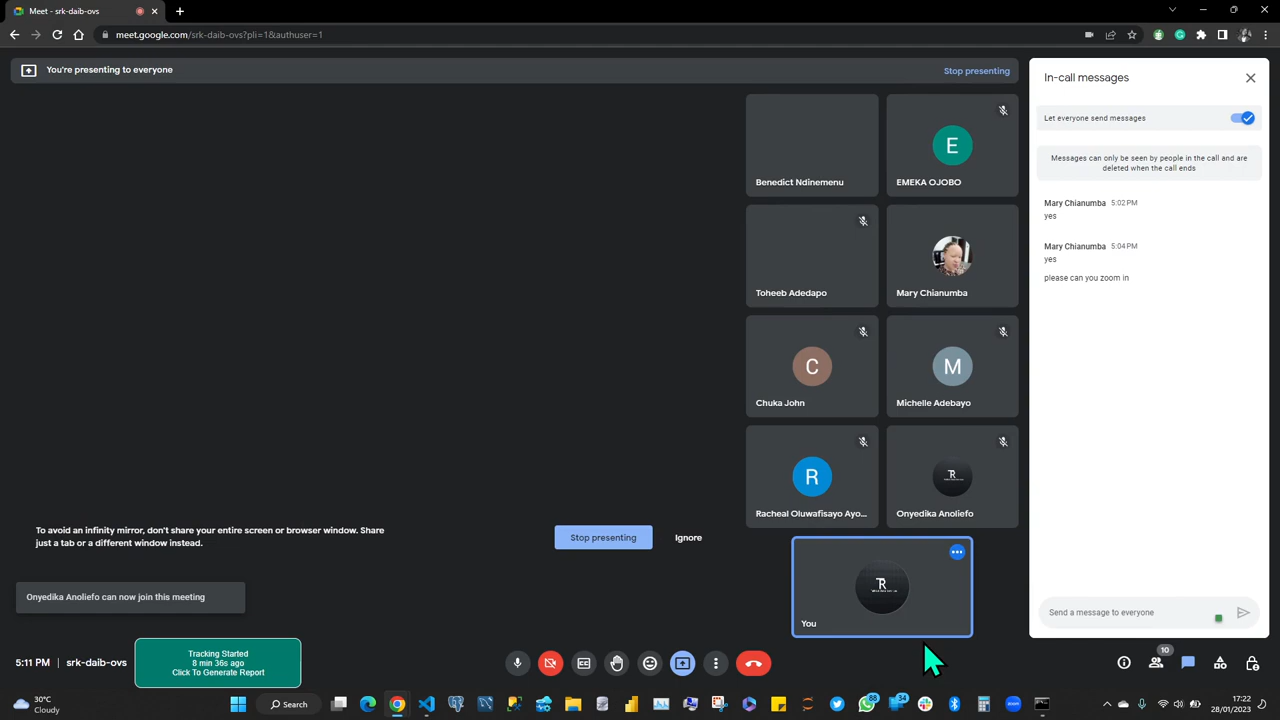 Meet - srk-daib-ovs
meet.google.com/srk-daib-ovs?pli=1&authuser=1
You're presenting to everyone
Stop presenting
Benedict Ndinemenu
E
EMEKA OJOBO
Toheeb Adedapo
Mary Chianumba
C
Chuka John
M
Michelle Adebayo
R
Racheal Oluwafisayo Ayo...
TR
Onyedika Anoliefo
TR
You
To avoid an infinity mirror, don't share your entire screen or browser window. Share
just a tab or a different window instead.
Stop presenting
Ignore
Onyedika Anoliefo can now join this meeting
In-call messages
Let everyone send messages
Messages can only be seen by people in the call and are
deleted when the call ends
Mary Chianumba 5:02 PM
yes
Mary Chianumba 5:04 PM
yes
please can you zoom in
Send a message to everyone
5:11 PM | srk-daib-ovs
Tracking Started
8 min 36s ago
Click To Generate Report
10
Search
88
34
zoom
30°C
Cloudy
17:22
28/01/2023